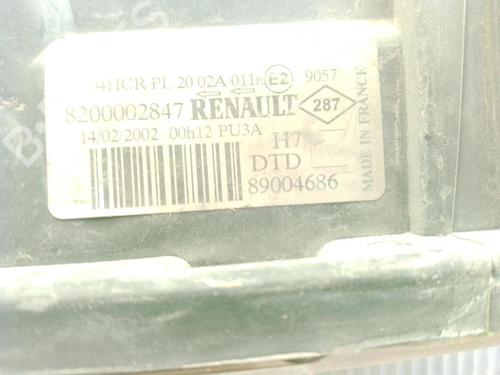 04HCR PL 20 02A 011a E2 9057
8200002847 RENAULT 287
14/02/2002 00h12 PU3A
H7
DTD
89004686
MADE IN FRANCE